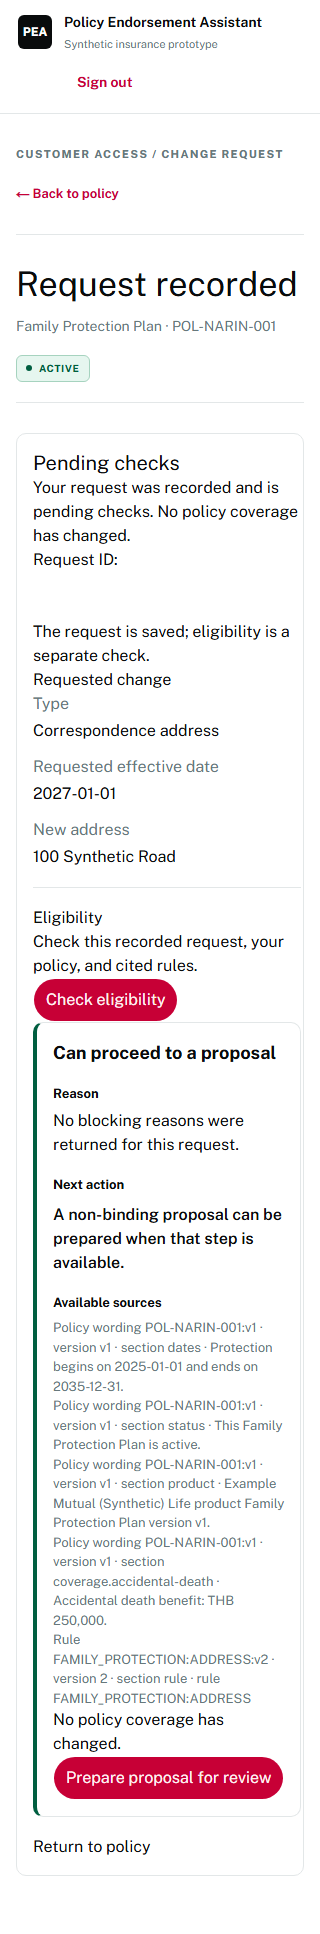 PEA
Policy Endorsement Assistant
Synthetic insurance prototype
Sign out
CUSTOMER ACCESS / CHANGE REQUEST
← Back to policy
Request recorded
Family Protection Plan · POL-NARIN-001
ACTIVE
Pending checks
Your request was recorded and is
pending checks. No policy coverage
has changed.
Request ID:
The request is saved; eligibility is a
separate check.
Requested change
Type
Correspondence address
Requested effective date
2027-01-01
New address
100 Synthetic Road
Eligibility
Check this recorded request, your
policy, and cited rules.
Check eligibility
Can proceed to a proposal
Reason
No blocking reasons were
returned for this request.
Next action
A non-binding proposal can be
prepared when that step is
available.
Available sources
Policy wording POL-NARIN-001:v1 ·
version v1 · section dates · Protection
begins on 2025-01-01 and ends on
2035-12-31.
Policy wording POL-NARIN-001:v1 ·
version v1 · section status · This Family
Protection Plan is active.
Policy wording POL-NARIN-001:v1 ·
version v1 · section product · Example
Mutual (Synthetic) Life product Family
Protection Plan version v1.
Policy wording POL-NARIN-001:v1 ·
version v1 · section
coverage.accidental-death ·
Accidental death benefit: THB
250,000.
Rule
FAMILY_PROTECTION:ADDRESS:v2 ·
version 2 · section rule · rule
FAMILY_PROTECTION:ADDRESS
No policy coverage has
changed.
Prepare proposal for review
Return to policy